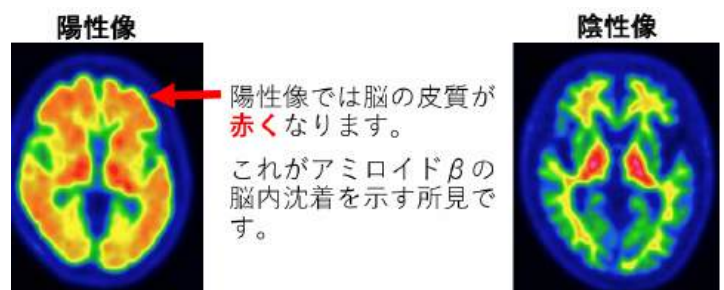 陽性像
陰性像
陽性像では脳の皮質が
赤くなります。
これがアミロイドβの
脳内沈着を示す所見で
す。